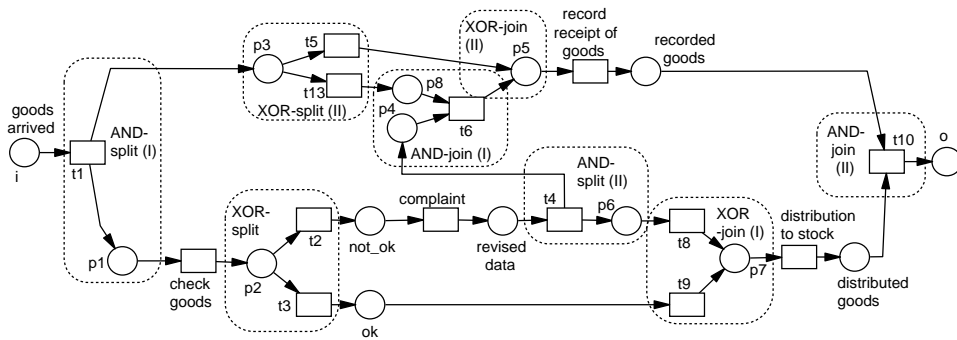 record
receipt of
goods
XOR-join
(II)
p5
recorded
goods
p3
t5
t13
XOR-split (II)
p8
p4
t6
AND-join (I)
goods
arrived
i
AND-
split (I)
t1
p1
AND-
join
(II)
t10
o
XOR-
split
t2
not_ok
complaint
revised
data
t4
AND-
split (II)
p6
t8
XOR
-join (I)
p7
distribution
to stock
distributed
goods
check
goods
p2
t3
ok
t9